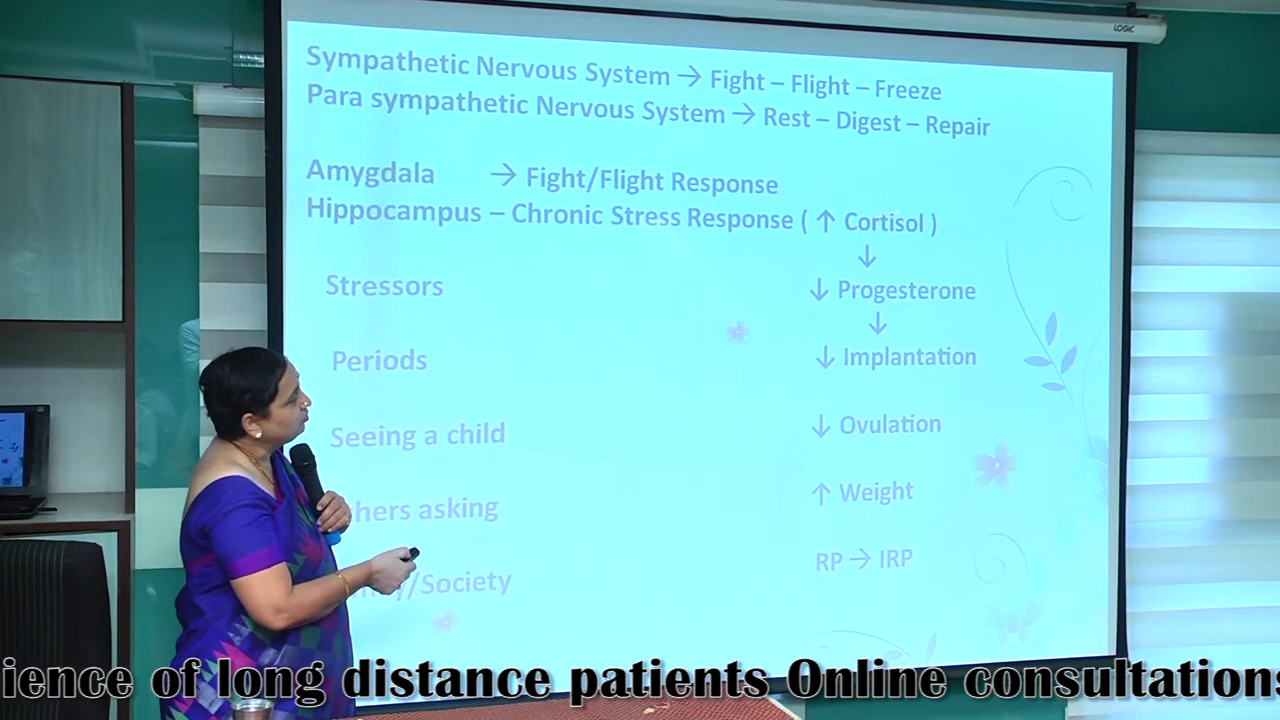 LOGIC
Sympathetic Nervous System → Fight – Flight – Freeze
Para sympathetic Nervous System → Rest – Digest – Repair
Amygdala → Fight/Flight Response
Hippocampus – Chronic Stress Response ( ↑ Cortisol )
↓
Stressors
↓ Progesterone
↓
Periods
↓ Implantation
Seeing a child
↓ Ovulation
hers asking
↑ Weight
/Society
RP → IRP
ience of long distance patients Online consultations